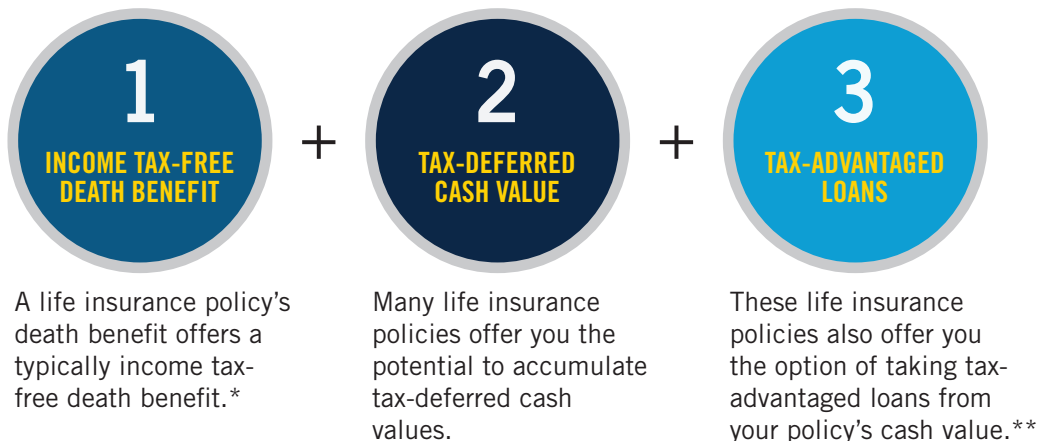 1
INCOME TAX-FREE
DEATH BENEFIT
A life insurance policy's
death benefit offers a
typically income tax-
free death benefit.*
+
2
TAX-DEFERRED
CASH VALUE
Many life insurance
policies offer you the
potential to accumulate
tax-deferred cash
values.
+
3
TAX-ADVANTAGED
LOANS
These life insurance
policies also offer you
the option of taking tax-
advantaged loans from
your policy's cash value.**